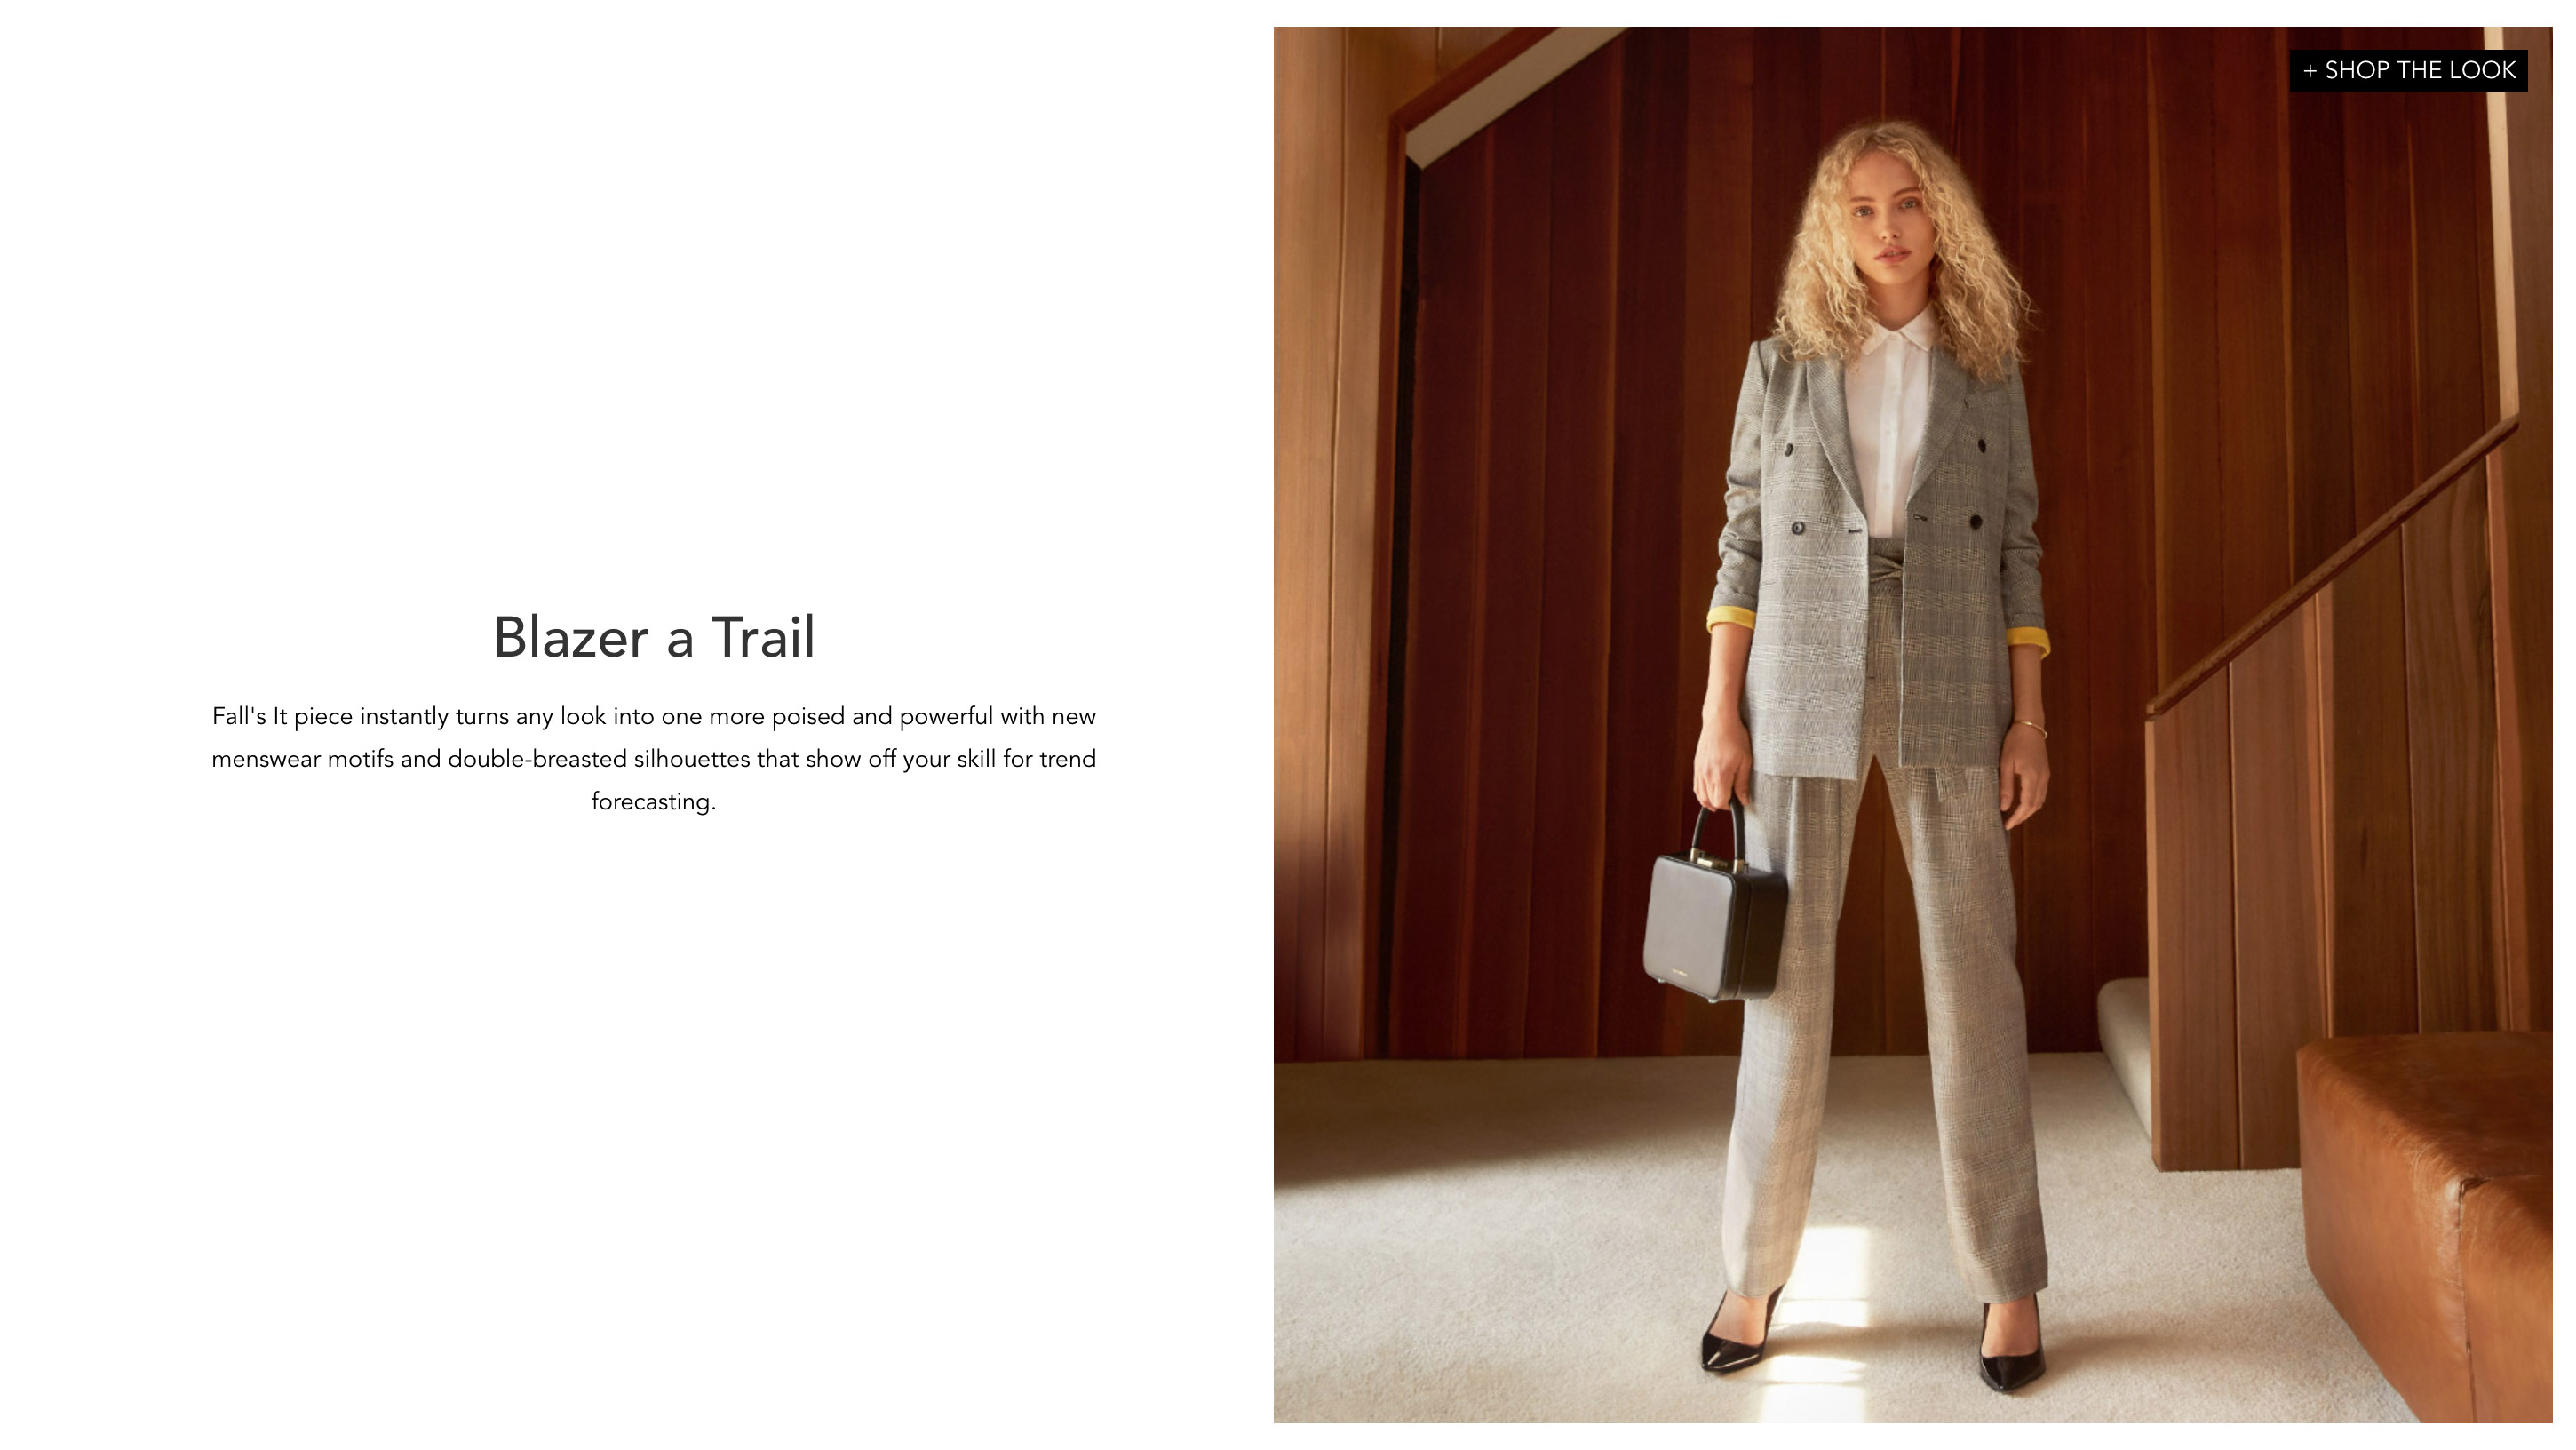 + SHOP THE LOOK
Blazer a Trail
Fall's It piece instantly turns any look into one more poised and powerful with new
menswear motifs and double-breasted silhouettes that show off your skill for trend
forecasting.